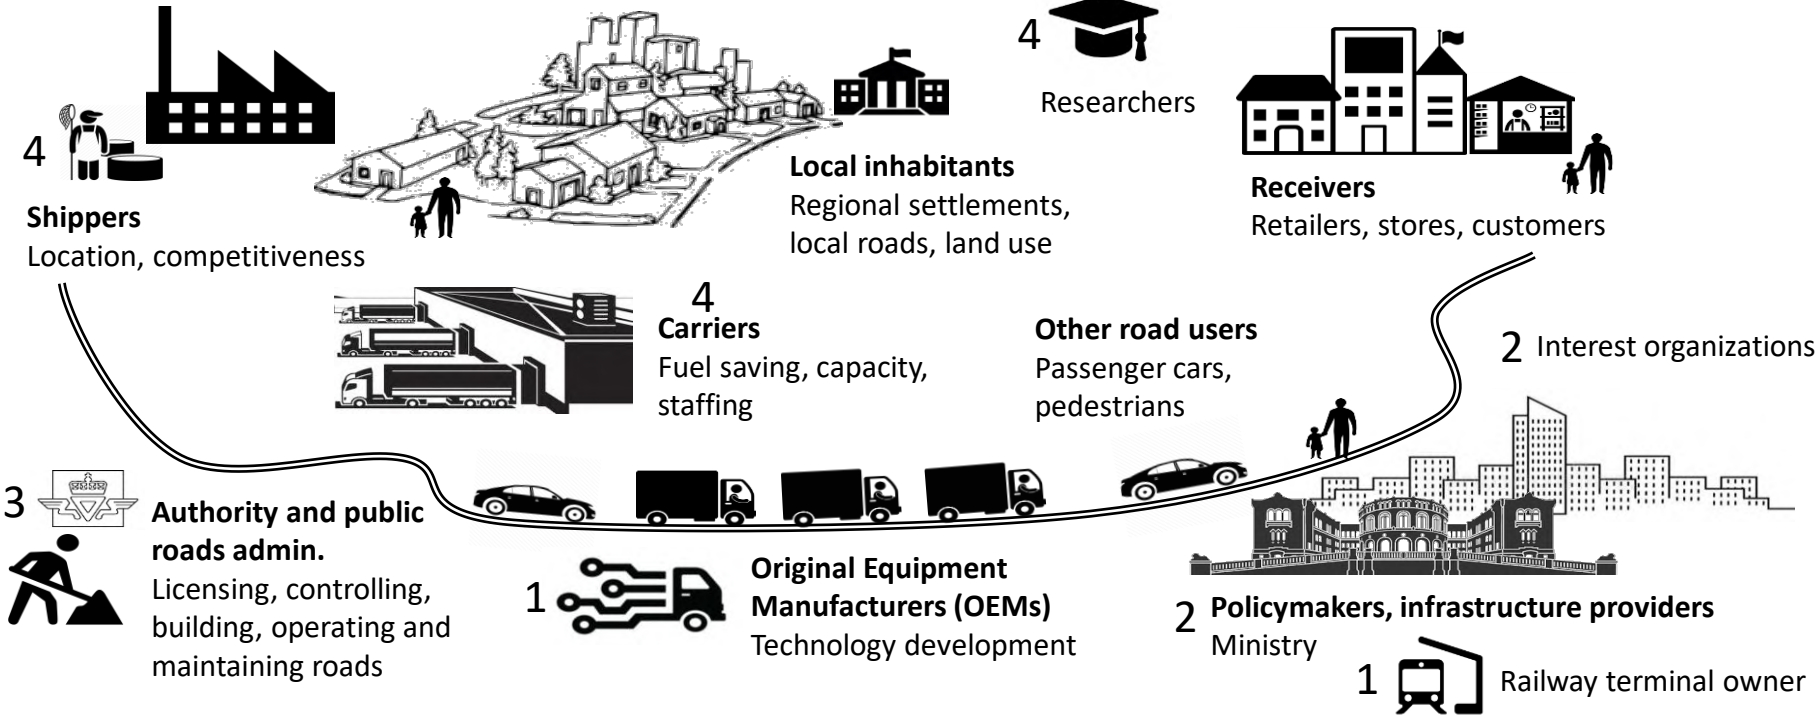 4
Shippers
Location, competitiveness
Local inhabitants
Regional settlements,
local roads, land use
4
Researchers
Receivers
Retailers, stores, customers
4
Carriers
Fuel saving, capacity,
staffing
Other road users
Passenger cars,
pedestrians
2 Interest organizations
3
Authority and public
roads admin.
Licensing, controlling,
building, operating and
maintaining roads
1
Original Equipment
Manufacturers (OEMs)
Technology development
2 Policymakers, infrastructure providers
Ministry
1 Railway terminal owner